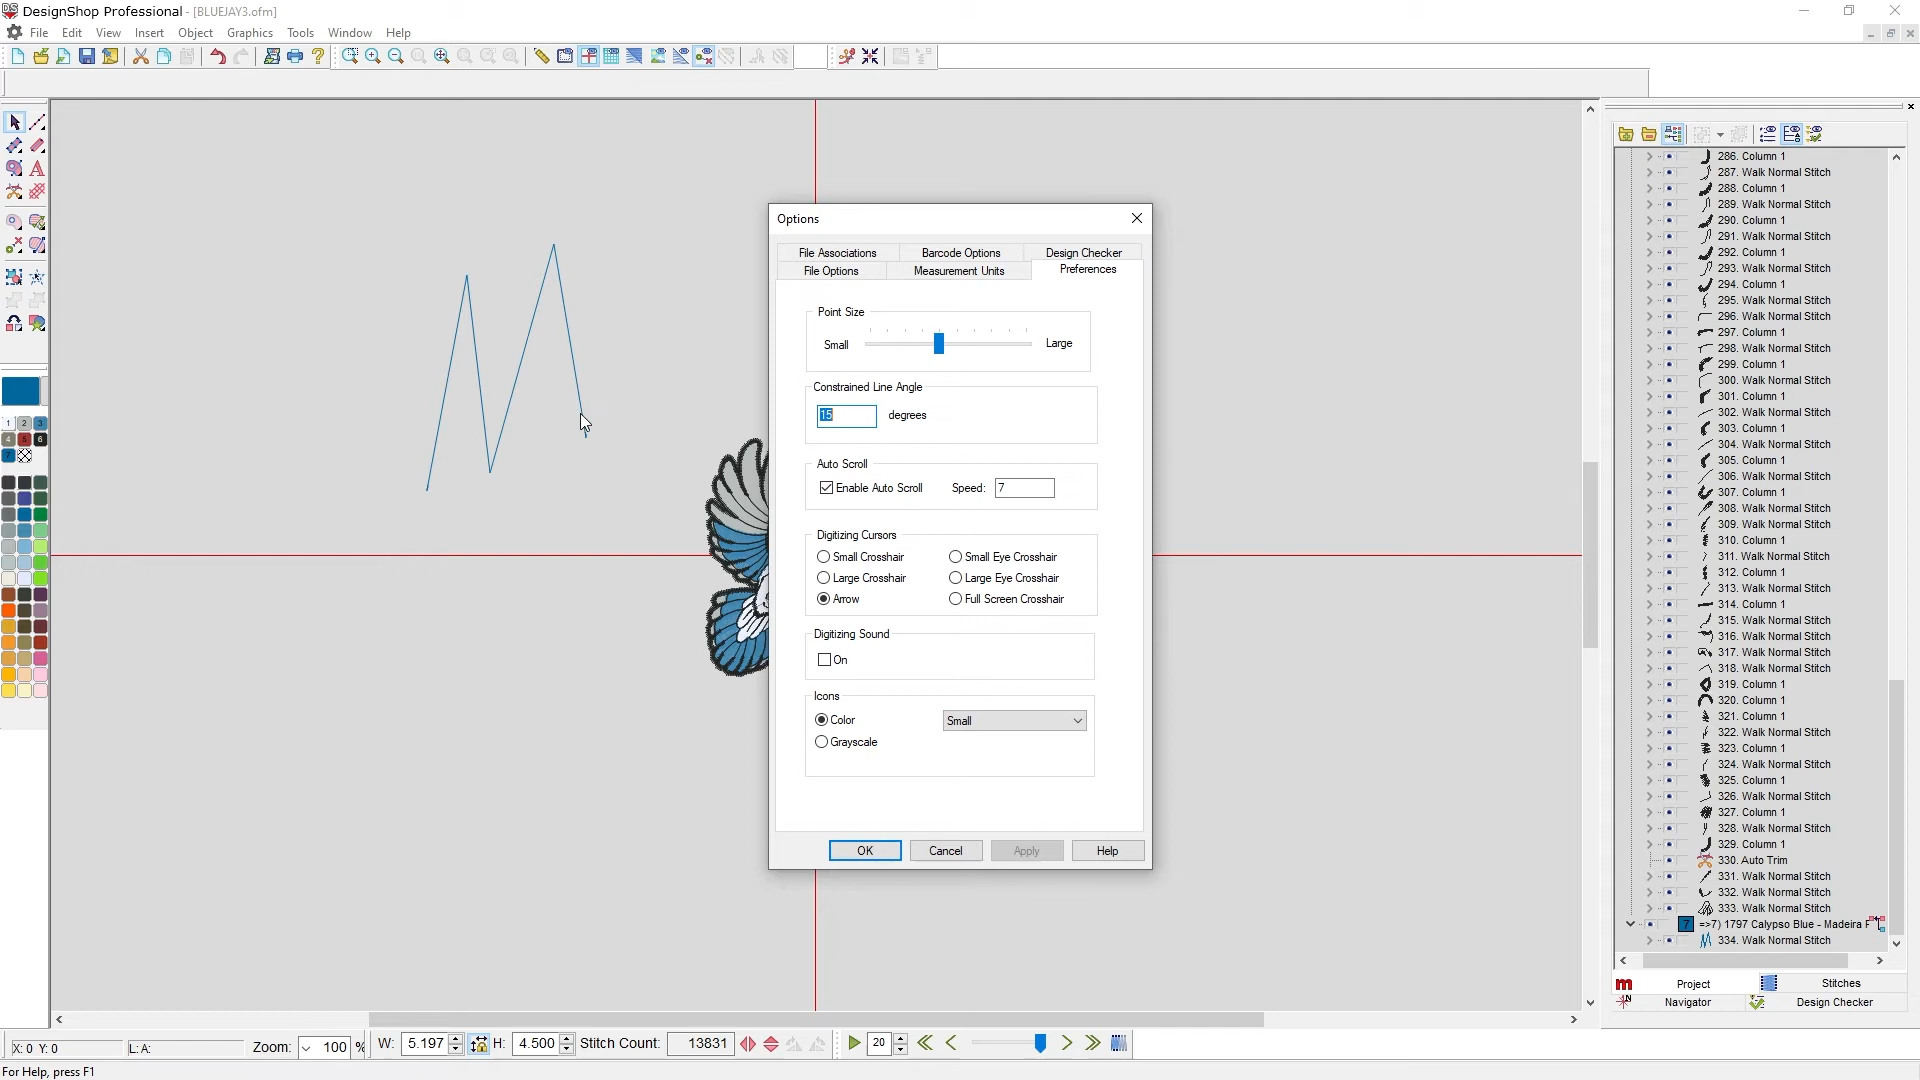 DesignShop Professional - [BLUEJAY3.ofm]
File Edit View Insert Object Graphics Tools Window Help
Options
File Associations Barcode Options Design Checker
File Options Measurement Units Preferences
Point Size
Small Large
Constrained Line Angle
15 degrees
Auto Scroll
Enable Auto Scroll Speed: 7
Digitizing Cursors
Small Crosshair Small Eye Crosshair
Large Crosshair Large Eye Crosshair
Arrow Full Screen Crosshair
Digitizing Sound
On
Icons
Color Small
Grayscale
OK Cancel Apply Help
1 2 3
4 5 6
7
286. Column 1
287. Walk Normal Stitch
288. Column 1
289. Walk Normal Stitch
290. Column 1
291. Walk Normal Stitch
292. Column 1
293. Walk Normal Stitch
294. Column 1
295. Walk Normal Stitch
296. Walk Normal Stitch
297. Column 1
298. Walk Normal Stitch
299. Column 1
300. Walk Normal Stitch
301. Column 1
302. Walk Normal Stitch
303. Column 1
304. Walk Normal Stitch
305. Column 1
306. Walk Normal Stitch
307. Column 1
308. Walk Normal Stitch
309. Walk Normal Stitch
310. Column 1
311. Walk Normal Stitch
312. Column 1
313. Walk Normal Stitch
314. Column 1
315. Walk Normal Stitch
316. Walk Normal Stitch
317. Walk Normal Stitch
318. Walk Normal Stitch
319. Column 1
320. Column 1
321. Column 1
322. Walk Normal Stitch
323. Column 1
324. Walk Normal Stitch
325. Column 1
326. Walk Normal Stitch
327. Column 1
328. Walk Normal Stitch
329. Column 1
330. Auto Trim
331. Walk Normal Stitch
332. Walk Normal Stitch
333. Walk Normal Stitch
7 =>7) 1797 Calypso Blue - Madeira F
334. Walk Normal Stitch
Project Stitches
Navigator Design Checker
X: 0 Y: 0 L: A: Zoom: 100 % W: 5.197 H: 4.500 Stitch Count: 13831 20
For Help, press F1